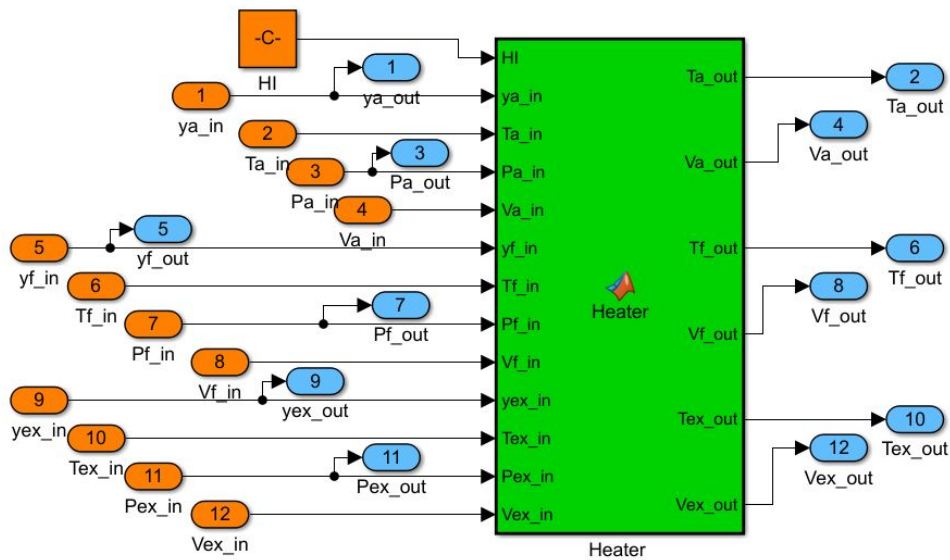 -C-
HI
1
ya_out
HI
1
ya_in
ya_in
Ta_out
2
Ta_out
2
Ta_in
Ta_in
4
Va_out
Va_out
3
Pa_out
3
Pa_in
Pa_in
4
Va_in
Va_in
5
yf_out
5
yf_in
yf_in
Tf_out
6
Tf_out
6
Tf_in
Tf_in
8
Vf_out
Heater
7
Pf_out
7
Pf_in
Pf_in
Vf_out
8
Vf_in
Vf_in
9
yex_out
9
yex_in
yex_in
Tex_out
10
Tex_out
10
Tex_in
Tex_in
12
Vex_out
11
Pex_out
11
Pex_in
Pex_in
Vex_out
12
Vex_in
Vex_in
Heater